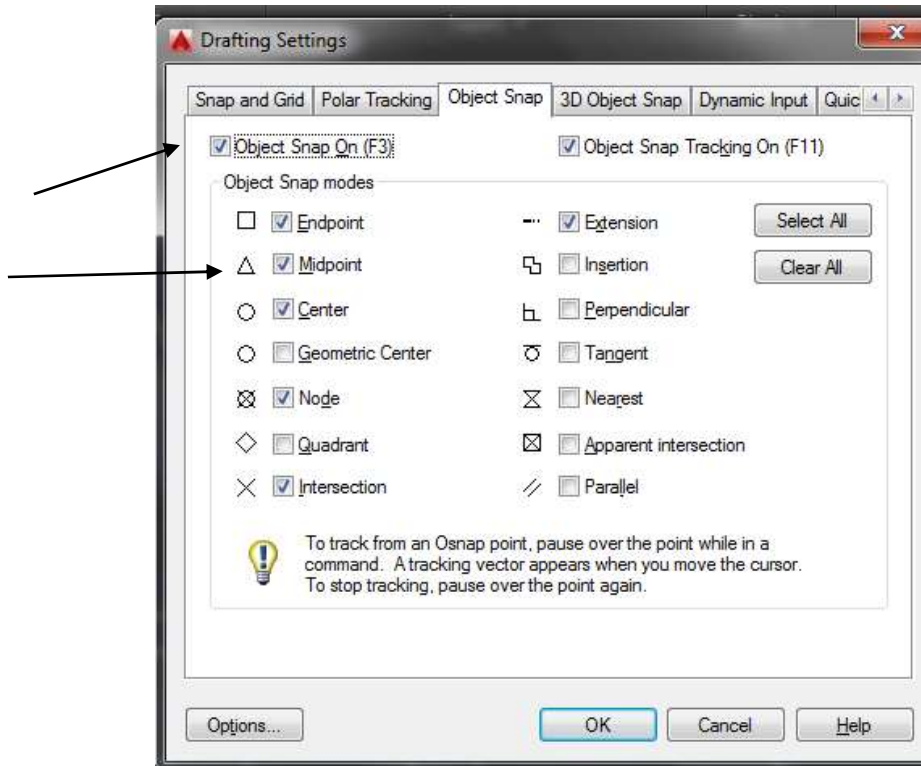 Drafting Settings
Snap and Grid Polar Tracking Object Snap 3D Object Snap Dynamic Input Quic
Object Snap On (F3) Object Snap Tracking On (F11)
Object Snap modes
Endpoint Extension Select All
Midpoint Insertion Clear All
Center Perpendicular
Geometric Center Tangent
Node Nearest
Quadrant Apparent intersection
Intersection Parallel
To track from an Osnap point, pause over the point while in a
command. A tracking vector appears when you move the cursor.
To stop tracking, pause over the point again.
Options... OK Cancel Help